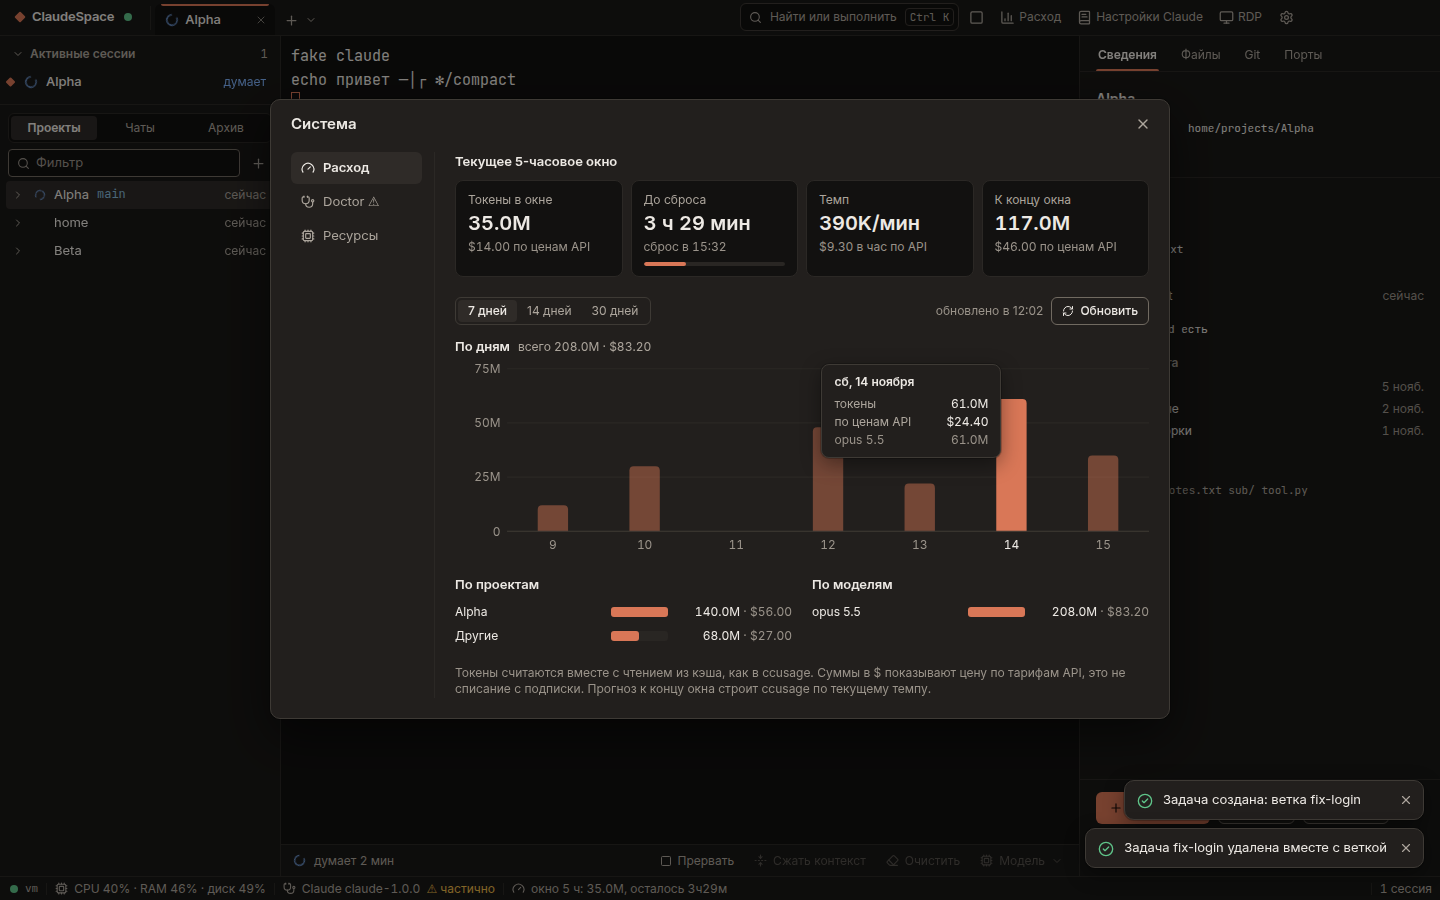 ClaudeSpace
Alpha
Найти или выполнить Ctrl K
Расход
Настройки Claude
RDP
Активные сессии 1
Alpha думает
Проекты Чаты Архив
Фильтр
Alpha main сейчас
home сейчас
Beta сейчас
fake claude
echo привет —|┌ ✻/compact
Сведения Файлы Git Порты
Alpha
home/projects/Alpha
xt
t сейчас
d есть
та
5 нояб.
ие 2 нояб.
рки 1 нояб.
otes.txt sub/ tool.py
Система
Расход
Doctor ⚠
Ресурсы
Текущее 5-часовое окно
Токены в окне
35.0M
$14.00 по ценам API
До сброса
3 ч 29 мин
сброс в 15:32
Темп
390K/мин
$9.30 в час по API
К концу окна
117.0M
$46.00 по ценам API
7 дней 14 дней 30 дней
обновлено в 12:02 Обновить
По дням всего 208.0M · $83.20
75M
50M
25M
0
сб, 14 ноября
токены 61.0M
по ценам API $24.40
opus 5.5 61.0M
9 10 11 12 13 14 15
По проектам
Alpha 140.0M · $56.00
Другие 68.0M · $27.00
По моделям
opus 5.5 208.0M · $83.20
Токены считаются вместе с чтением из кэша, как в ccusage. Суммы в $ показывают цену по тарифам API, это не
списание с подписки. Прогноз к концу окна строит ccusage по текущему темпу.
Задача создана: ветка fix-login
Задача fix-login удалена вместе с веткой
думает 2 мин
Прервать
Сжать контекст
Очистить
Модель
vm
CPU 40% · RAM 46% · диск 49%
Claude claude-1.0.0 ⚠ частично
окно 5 ч: 35.0M, осталось 3ч29м
1 сессия